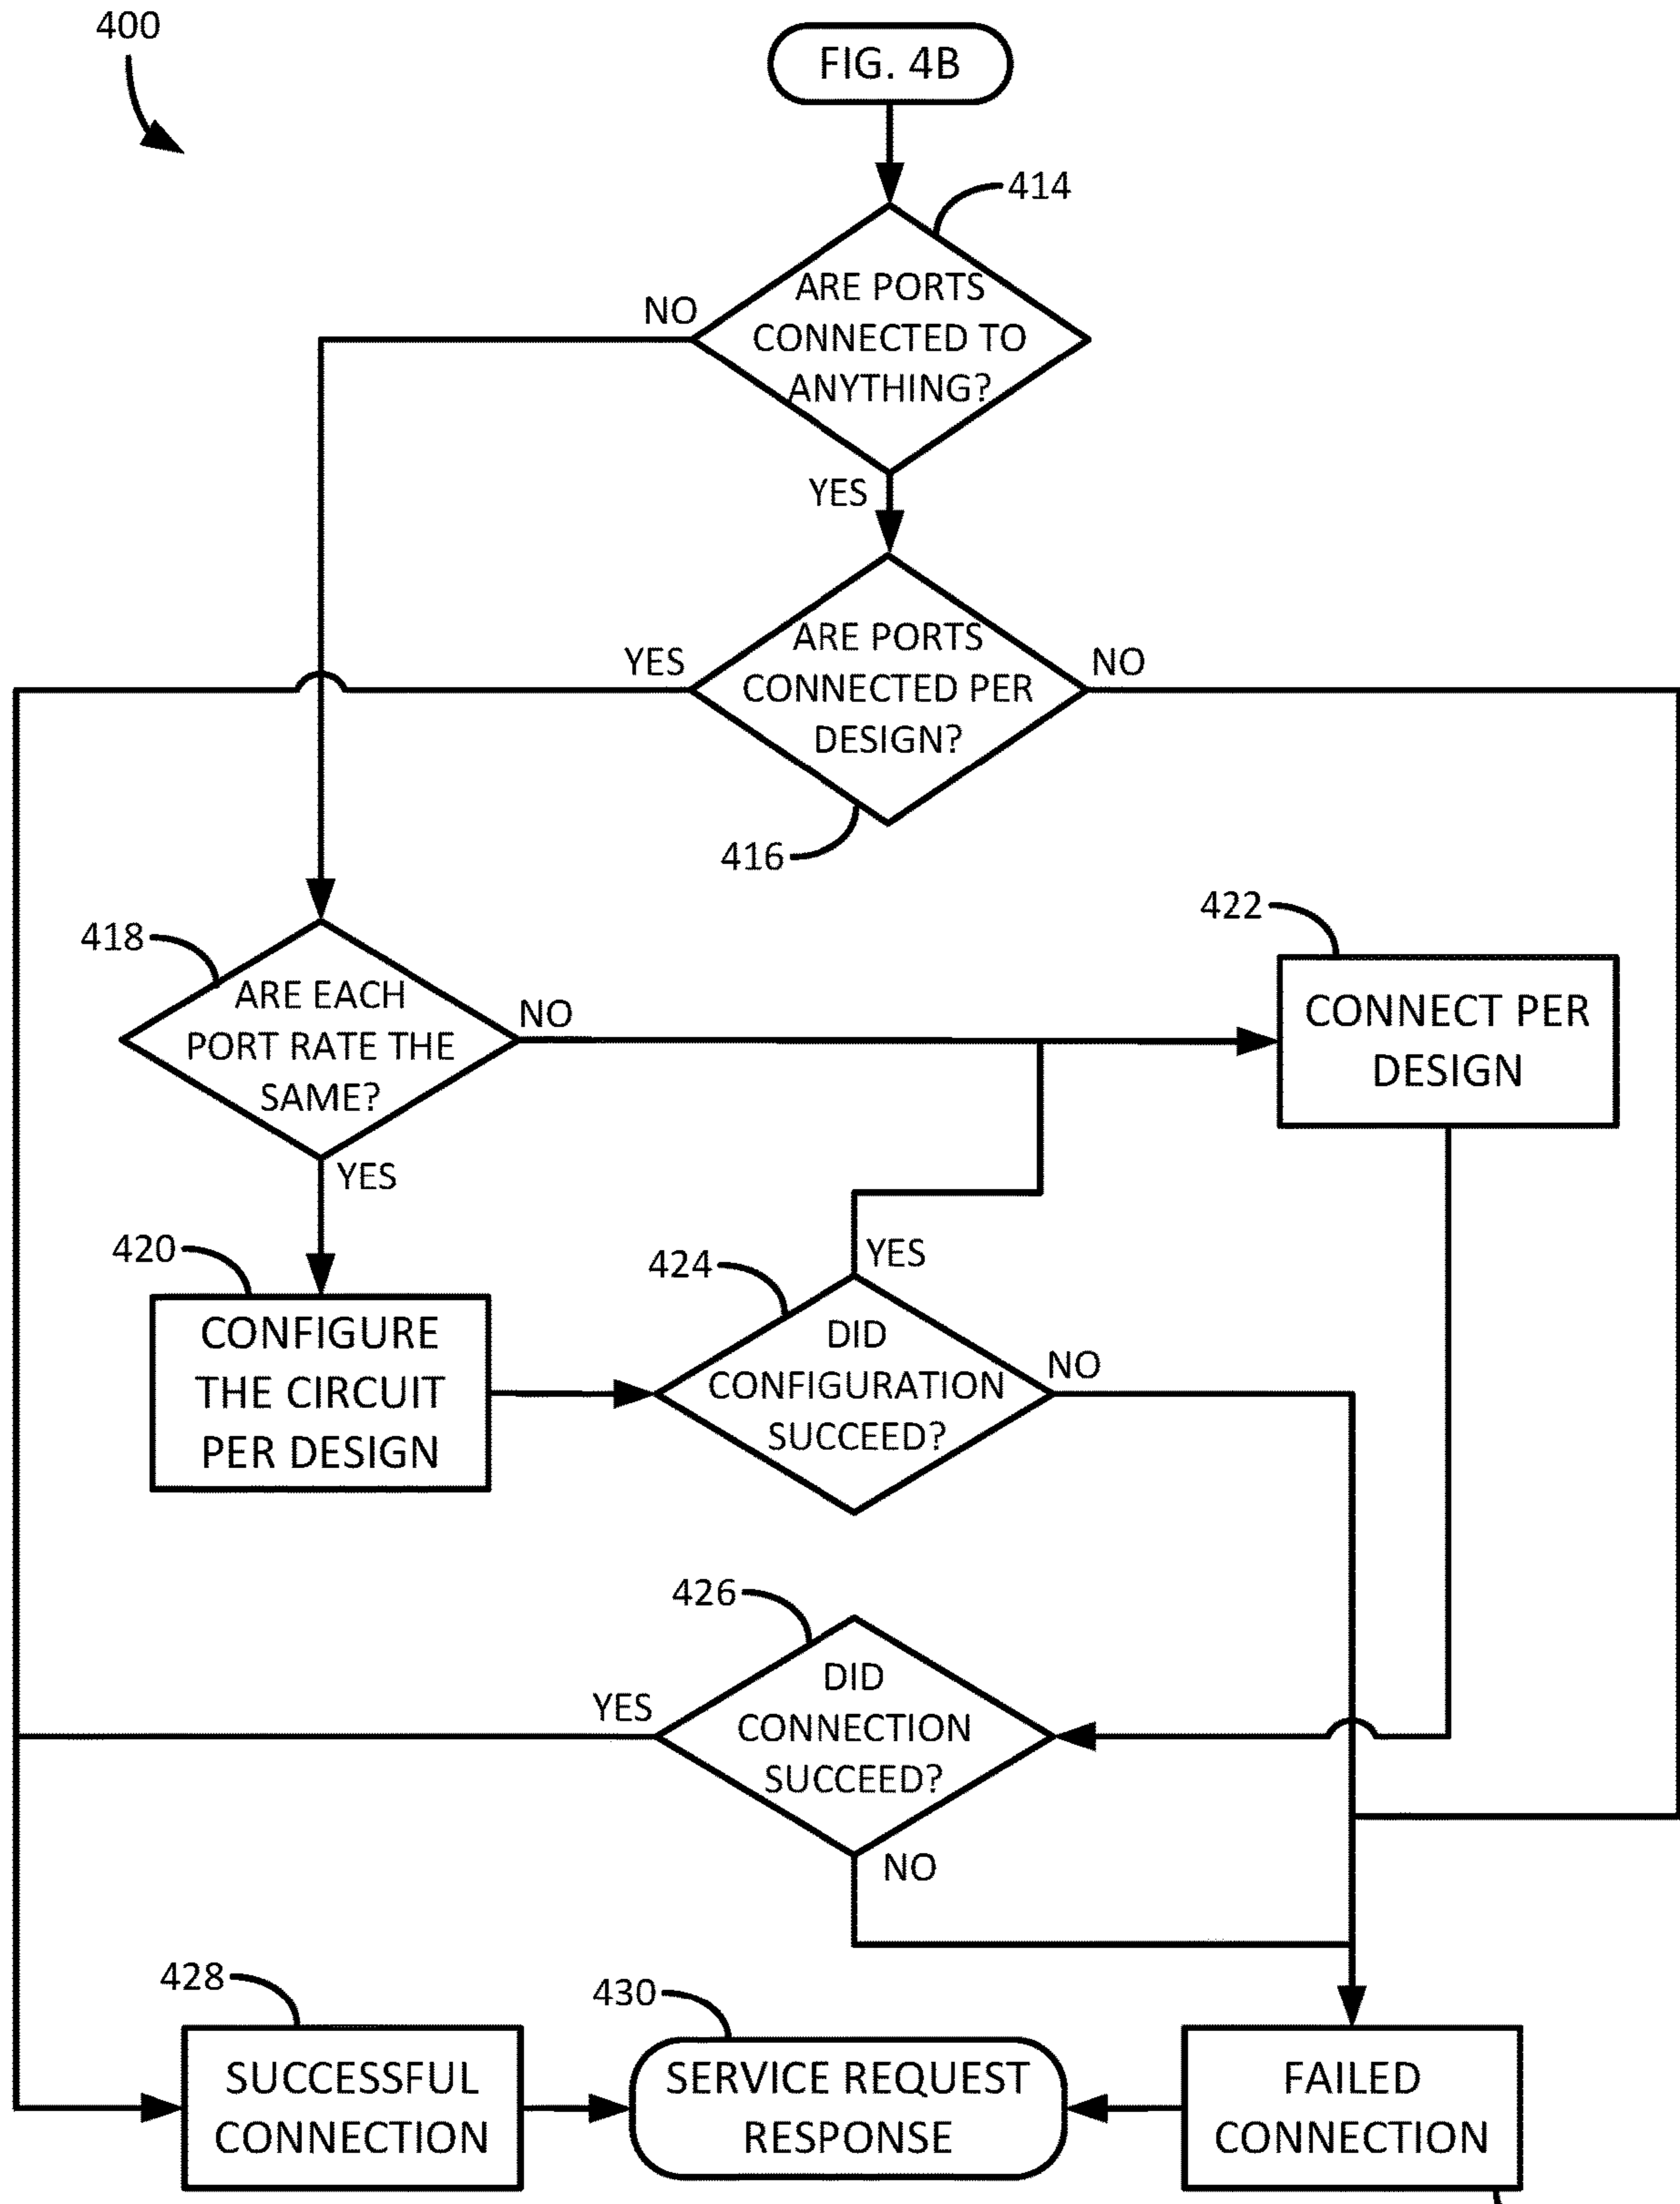 400
FIG. 4B
414
ARE PORTS
CONNECTED TO
ANYTHING?
NO
YES
ARE PORTS
CONNECTED PER
DESIGN?
YES
NO
416
422
418
ARE EACH
PORT RATE THE
SAME?
NO
CONNECT PER
DESIGN
YES
420
424
YES
CONFIGURE
THE CIRCUIT
PER DESIGN
DID
CONFIGURATION
SUCCEED?
NO
426
DID
CONNECTION
SUCCEED?
YES
NO
428
430
SUCCESSFUL
CONNECTION
SERVICE REQUEST
RESPONSE
FAILED
CONNECTION